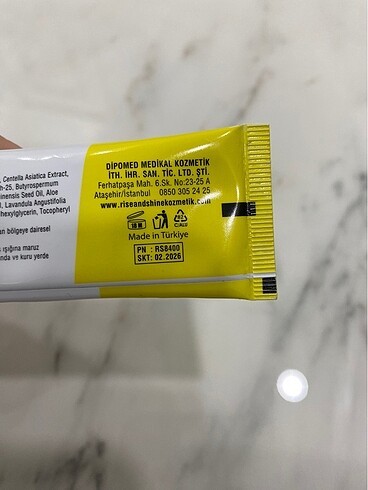 , Centella Asiatica Extract,
h-25, Butyrospermum
inensis Seed Oil, Aloe
l, Lavandula Angustifolia
hexylglycerin, Tocopheryl
an bölgeye dairesel
ışığına maruz
anda ve kuru yerde
DİPOMED MEDİKAL KOZMETİK
İTH. İHR. SAN. TİC. LTD. ŞTİ.
Ferhatpaşa Mah. 6.Sk. No:23-25 A
Ataşehir/İstanbul 0850 305 24 25
www.riseandshinekozmetik.com
Made in Türkiye
PN : RS8400
SKT: 02.2026